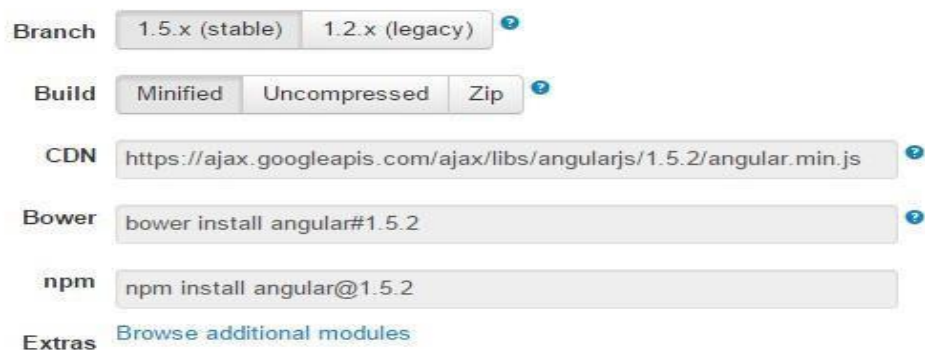 Branch 1.5.x (stable) 1.2.x (legacy) ?
Build Minified Uncompressed Zip ?
CDN https://ajax.googleapis.com/ajax/libs/angularjs/1.5.2/angular.min.js ?
Bower bower install angular#1.5.2 ?
npm npm install angular@1.5.2
Extras Browse additional modules